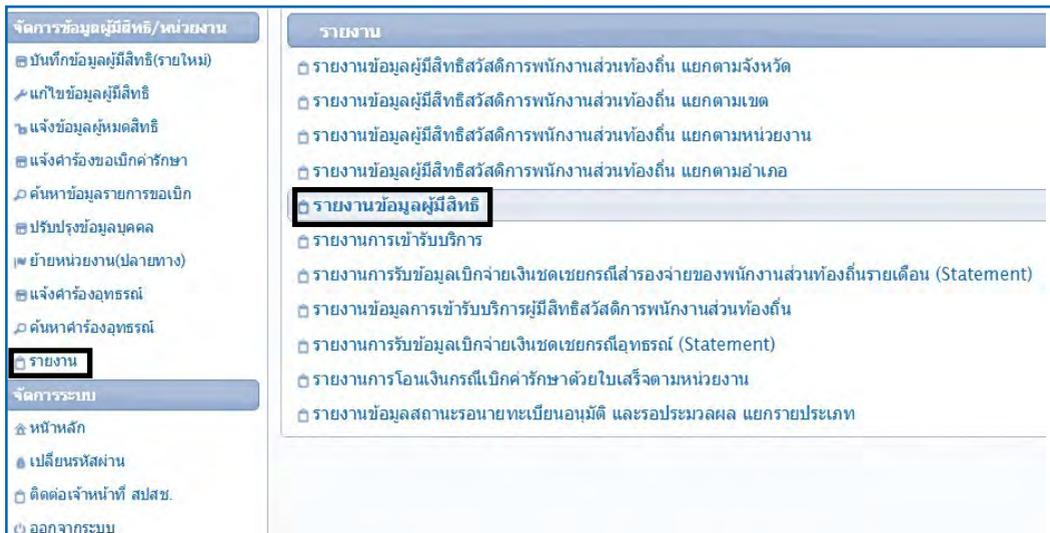 จัดการข้อมูลผู้มีสิทธิ/หน่วยงาน
บันทึกข้อมูลผู้มีสิทธิ(รายใหม่)
แก้ไขข้อมูลผู้มีสิทธิ
แจ้งข้อมูลผู้หมดสิทธิ
แจ้งคำร้องขอเบิกค่ารักษา
ค้นหาข้อมูลรายการขอเบิก
ปรับปรุงข้อมูลบุคคล
ย้ายหน่วยงาน(ปลายทาง)
แจ้งคำร้องอุทธรณ์
ค้นหาคำร้องอุทธรณ์
รายงาน
จัดการระบบ
หน้าหลัก
เปลี่ยนรหัสผ่าน
ติดต่อเจ้าหน้าที่ สปสช.
ออกจากระบบ
รายงาน
รายงานข้อมูลผู้มีสิทธิสวัสดิการพนักงานส่วนท้องถิ่น แยกตามจังหวัด
รายงานข้อมูลผู้มีสิทธิสวัสดิการพนักงานส่วนท้องถิ่น แยกตามเขต
รายงานข้อมูลผู้มีสิทธิสวัสดิการพนักงานส่วนท้องถิ่น แยกตามหน่วยงาน
รายงานข้อมูลผู้มีสิทธิสวัสดิการพนักงานส่วนท้องถิ่น แยกตามอำเภอ
รายงานข้อมูลผู้มีสิทธิ
รายงานการเข้ารับบริการ
รายงานการรับข้อมูลเบิกจ่ายเงินชดเชยกรณีสำรองจ่ายของพนักงานส่วนท้องถิ่นรายเดือน (Statement)
รายงานข้อมูลการเข้ารับบริการผู้มีสิทธิสวัสดิการพนักงานส่วนท้องถิ่น
รายงานการรับข้อมูลเบิกจ่ายเงินชดเชยกรณีอุทธรณ์ (Statement)
รายงานการโอนเงินกรณีเบิกค่ารักษาด้วยใบเสร็จตามหน่วยงาน
รายงานข้อมูลสถานะรอนายทะเบียนอนุมัติ และรอประมวลผล แยกรายประเภท